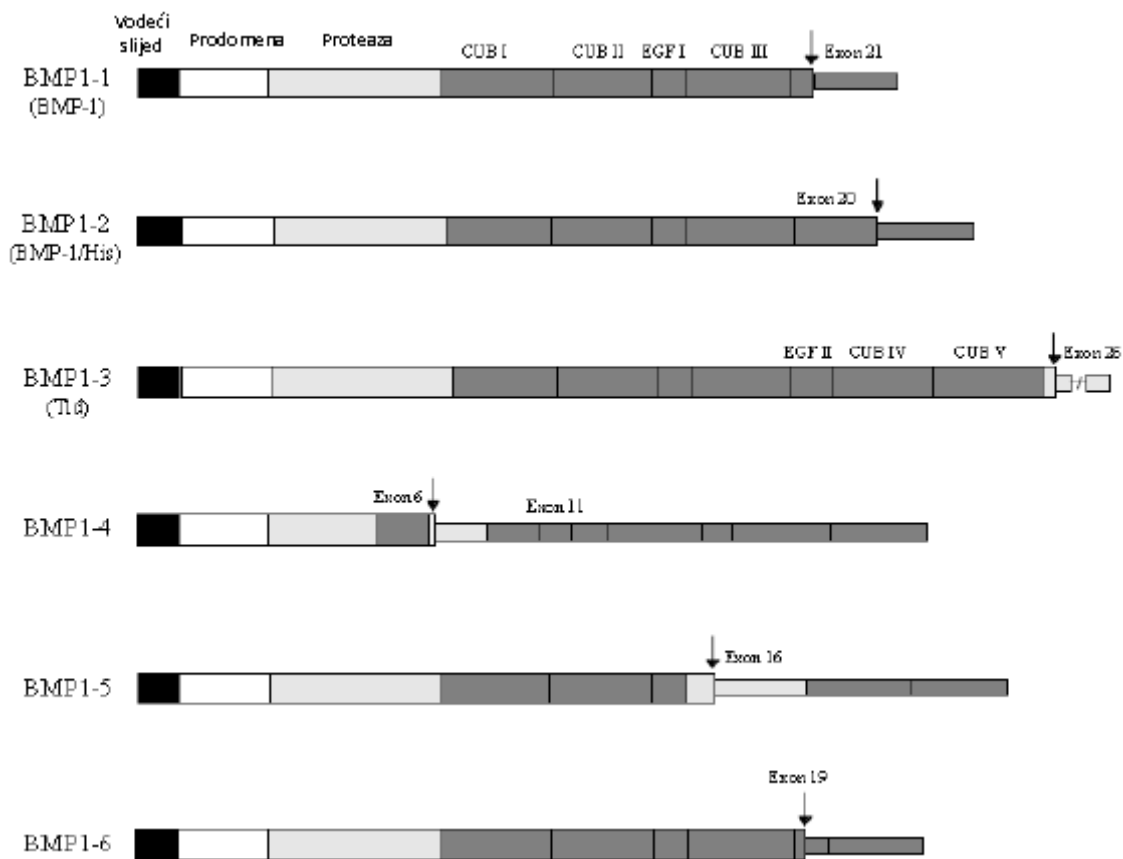 Vodeći
slijed
Prodomena
Proteaza
CUB I
CUB II
EGF I
CUB III
Exon 21
BMP1-1
(BMP-1)
Exon 20
BMP1-2
(BMP-1/His)
EGF II
CUB IV
CUB V
Exon 26
BMP1-3
(Tld)
Exon 6
Exon 11
BMP1-4
Exon 16
BMP1-5
Exon 19
BMP1-6